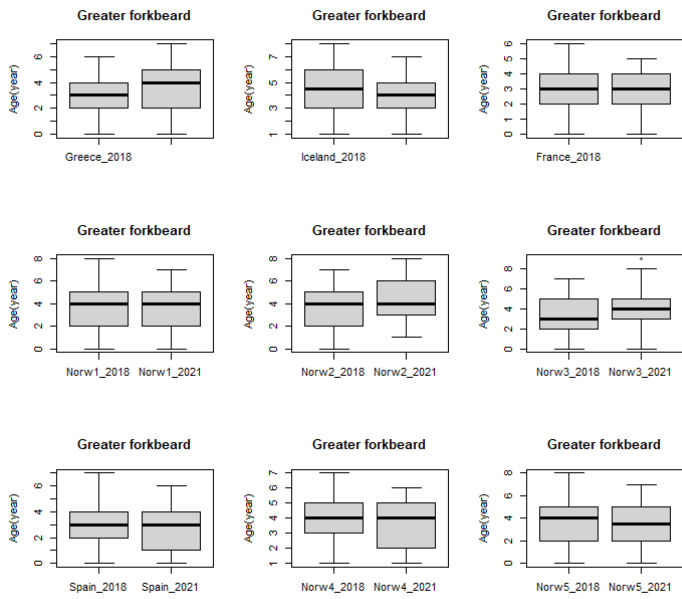 Greater forkbeard
Age(year)
0 2 4 6
Greece_2018
Greater forkbeard
Age(year)
1 3 5 7
Iceland_2018
Greater forkbeard
Age(year)
0 1 2 3 4 5 6
France_2018
Greater forkbeard
Age(year)
0 2 4 6 8
Norw1_2018 Norw1_2021
Greater forkbeard
Age(year)
0 2 4 6 8
Norw2_2018 Norw2_2021
Greater forkbeard
Age(year)
0 2 4 6 8
Norw3_2018 Norw3_2021
Greater forkbeard
Age(year)
0 2 4 6
Spain_2018 Spain_2021
Greater forkbeard
Age(year)
1 2 3 4 5 6 7
Norw4_2018 Norw4_2021
Greater forkbeard
Age(year)
0 2 4 6 8
Norw5_2018 Norw5_2021